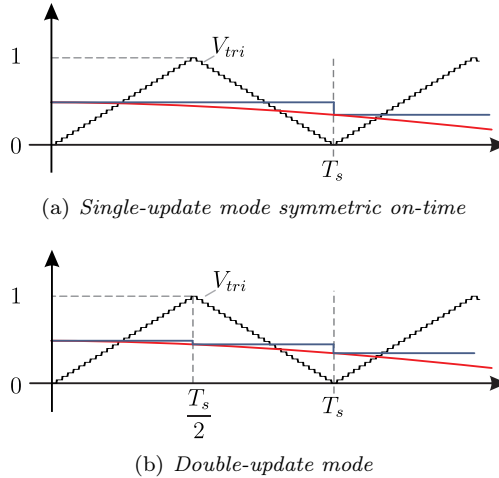 1
V_tri
0
T_s
(a) Single-update mode symmetric on-time
1
V_tri
0
T_s/2
T_s
(b) Double-update mode